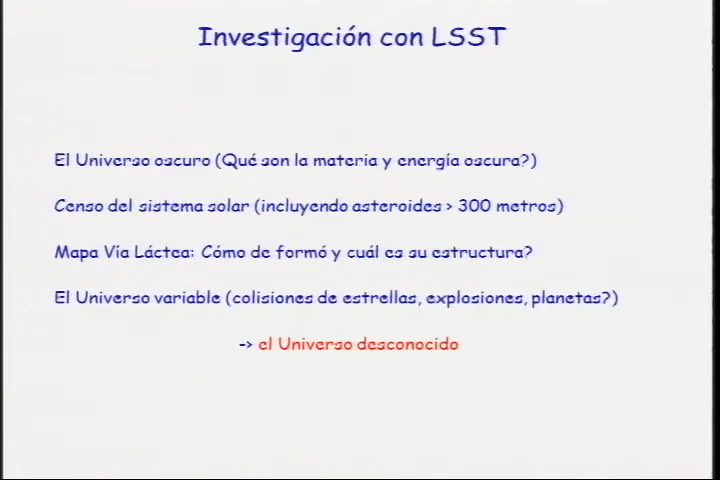 Investigación con LSST
El Universo oscuro (Qué son la materia y energía oscura?)
Censo del sistema solar (incluyendo asteroides > 300 metros)
Mapa Vía Láctea: Cómo de formó y cuál es su estructura?
El Universo variable (colisiones de estrellas, explosiones, planetas?)
-> el Universo desconocido